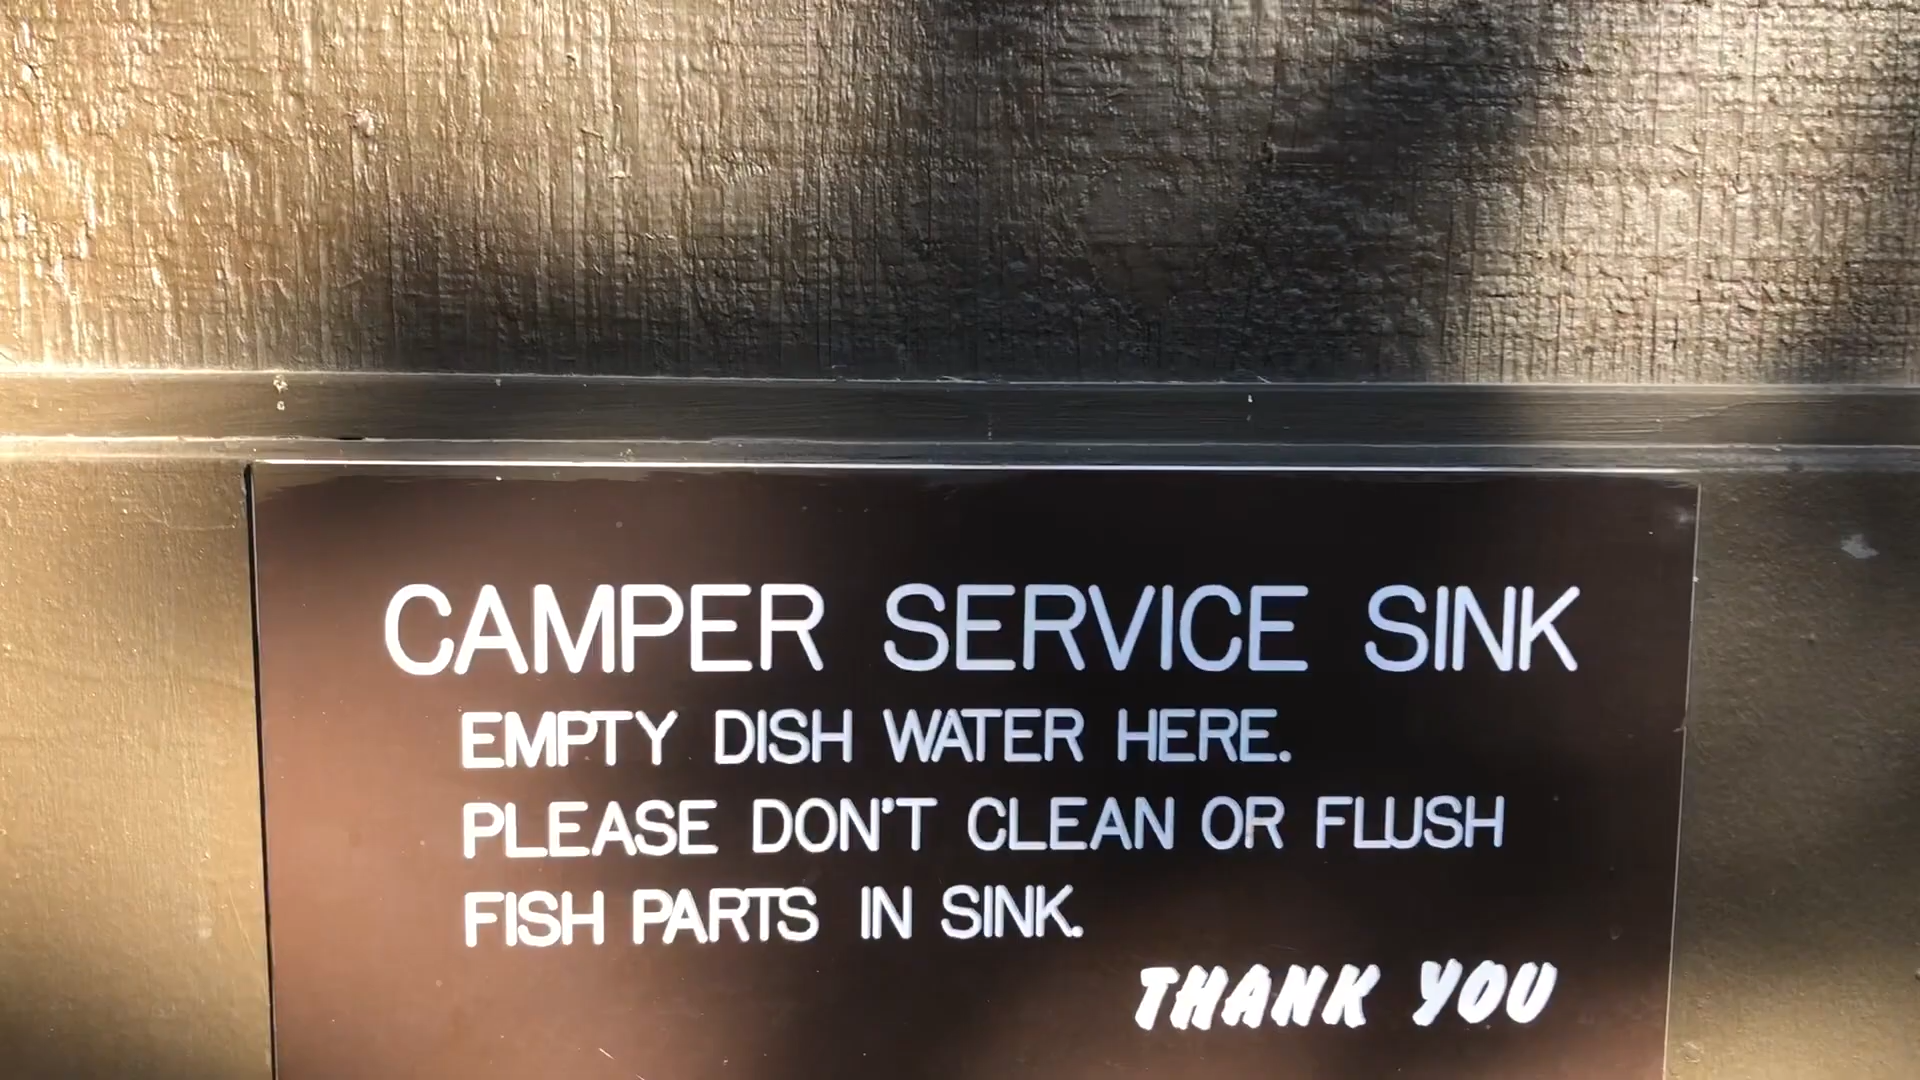 CAMPER SERVICE SINK
EMPTY DISH WATER HERE.
PLEASE DON'T CLEAN OR FLUSH
FISH PARTS IN SINK.
THANK YOU